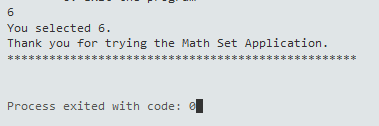 6
You selected 6.
Thank you for trying the Math Set Application.
**************************************************
Process exited with code: 0